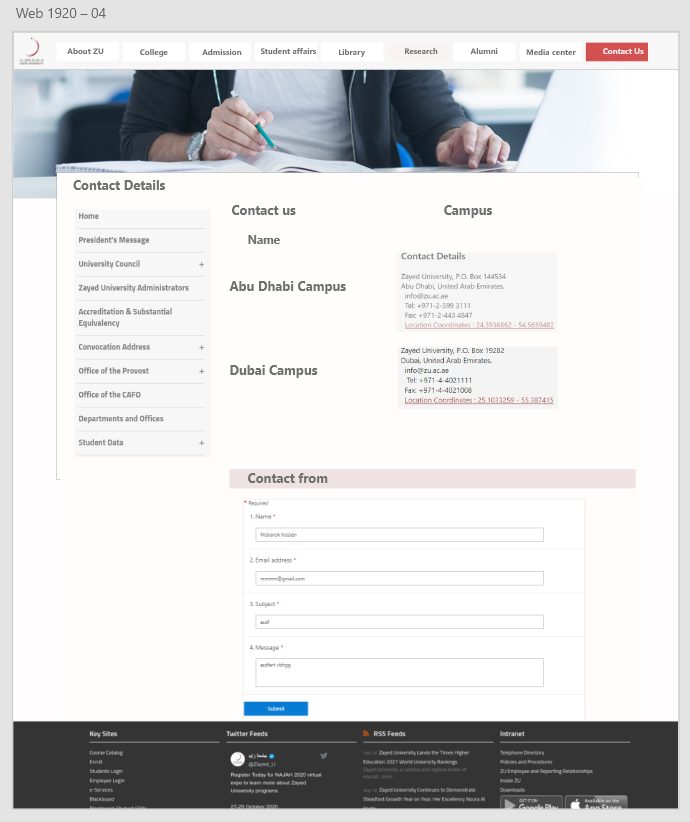 Web 1920 – 04
About ZU
College
Admission
Student affairs
Library
Research
Alumni
Media center
Contact Us
Contact Details
Home
President's Message
University Council +
Zayed University Administrators
Accreditation & Substantial
Equivalency
Convocation Address +
Office of the Provost +
Office of the CAFO
Departments and Offices
Student Data +
Contact us
Campus
Name
Abu Dhabi Campus
Contact Details
Zayed University, P.O. Box 144534
Abu Dhabi, United Arab Emirates.
info@zu.ac.ae
Tel: +971-2-599 3111
Fax: +971-2-443 4847
Location Coordinates : 24.3936862 - 54.5659482
Dubai Campus
Zayed University, P.O. Box 19282
Dubai, United Arab Emirates.
info@zu.ac.ae
Tel: +971-4-4021111
Fax: +971-4-4021008
Location Coordinates : 25.1033259 - 55.387415
Contact from
* Required
1. Name *
Mobarak hossen
2. Email address *
3. Subject *
asdf
4. Message *
Submit
Key Sites
Course Catalog
Enroll
Students Login
Employee Login
e-Services
Blackboard
Twitter Feeds
جامعة زايد
@Zayed_U
Register Today for NAJAH 2020 virtual
expo to learn more about Zayed
University programs
27-29 October 2020
RSS Feeds
Zayed University Lands the Times Higher
Education 2021 World University Rankings
Zayed University a national and regional leader of
Zayed University Continues to Demonstrate
Steadfast Growth Year on Year. Her Excellency Noura Al
Intranet
Telephone Directory
Policies and Procedures
ZU Employee and Reporting Relationships
Inside ZU
Downloads
GET IT ON
Google Play
Available on the
App Store